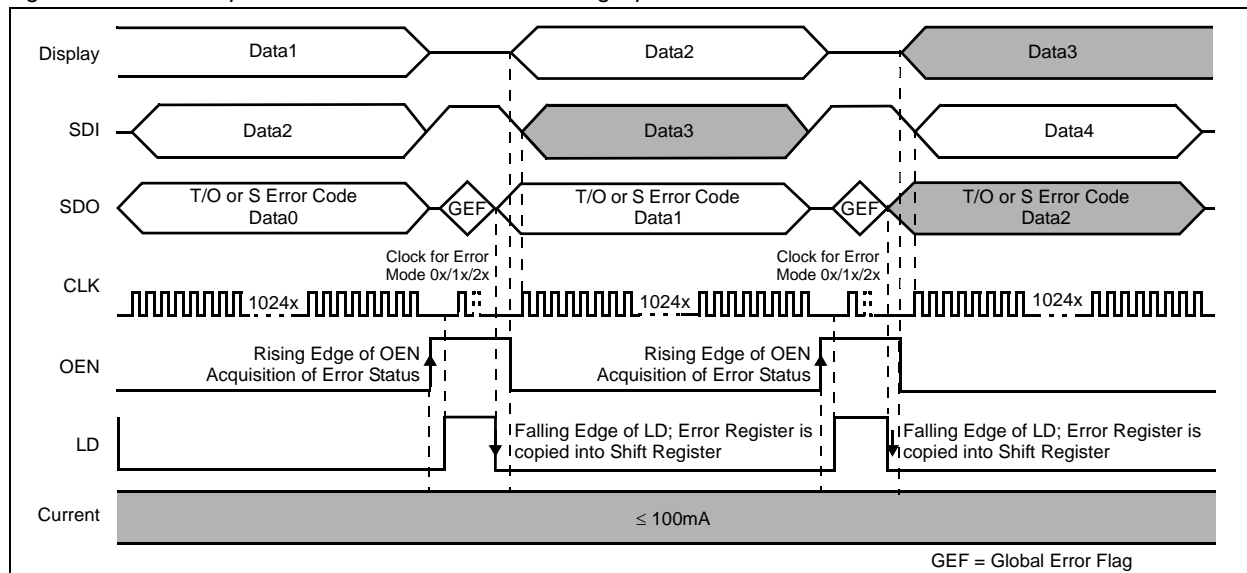 Display
Data1
Data2
Data3
SDI
Data2
Data3
Data4
SDO
T/O or S Error Code
Data0
GEF
T/O or S Error Code
Data1
GEF
T/O or S Error Code
Data2
Clock for Error
Mode 0x/1x/2x
Clock for Error
Mode 0x/1x/2x
CLK
1024x
1024x
1024x
OEN
Rising Edge of OEN
Acquisition of Error Status
Rising Edge of OEN
Acquisition of Error Status
LD
Falling Edge of LD; Error Register is
copied into Shift Register
Falling Edge of LD; Error Register is
copied into Shift Register
Current
≤ 100mA
GEF = Global Error Flag